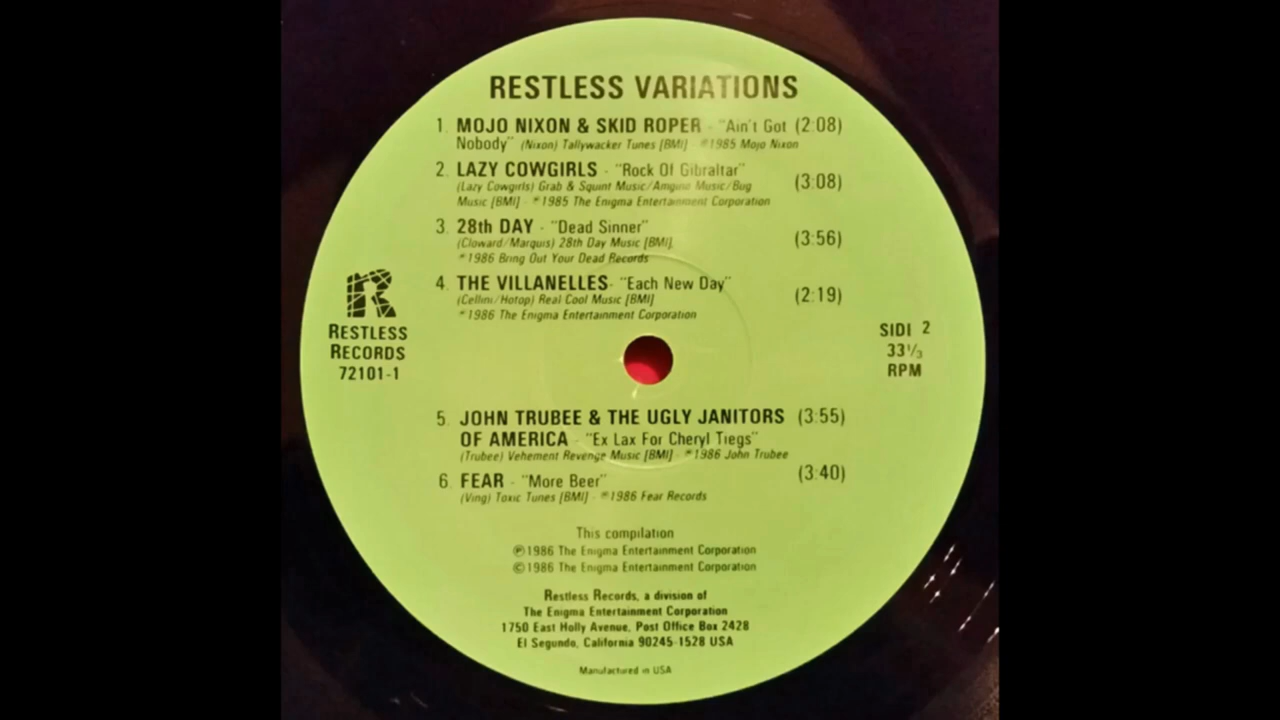 RESTLESS VARIATIONS
1. MOJO NIXON & SKID ROPER - "Ain't Got (2:08)
Nobody" (Nixon) Tallywacker Tunes [BMI] - ℗1985 Mojo Nixon
2. LAZY COWGIRLS - "Rock Of Gibraltar" (3:08)
(Lazy Cowgirls) Grab & Squint Music/Amgine Music/Bug
Music [BMI] - ℗1985 The Enigma Entertainment Corporation
3. 28th DAY - "Dead Sinner" (3:56)
(Cloward/Marquis) 28th Day Music [BMI]
℗1986 Bring Out Your Dead Records
4. THE VILLANELLES - "Each New Day" (2:19)
(Cellini/Hotop) Real Cool Music [BMI]
℗1986 The Enigma Entertainment Corporation
R
RESTLESS
RECORDS
72101-1
SIDE 2
33⅓
RPM
5. JOHN TRUBEE & THE UGLY JANITORS (3:55)
OF AMERICA - "Ex Lax For Cheryl Tiegs"
(Trubee) Vehement Revenge Music [BMI] - ℗1986 John Trubee
6. FEAR - "More Beer" (3:40)
(Ving) Toxic Tunes [BMI] - ℗1986 Fear Records
This compilation
℗1986 The Enigma Entertainment Corporation
©1986 The Enigma Entertainment Corporation
Restless Records, a division of
The Enigma Entertainment Corporation
1750 East Holly Avenue, Post Office Box 2428
El Segundo, California 90245-1528 USA
Manufactured in USA